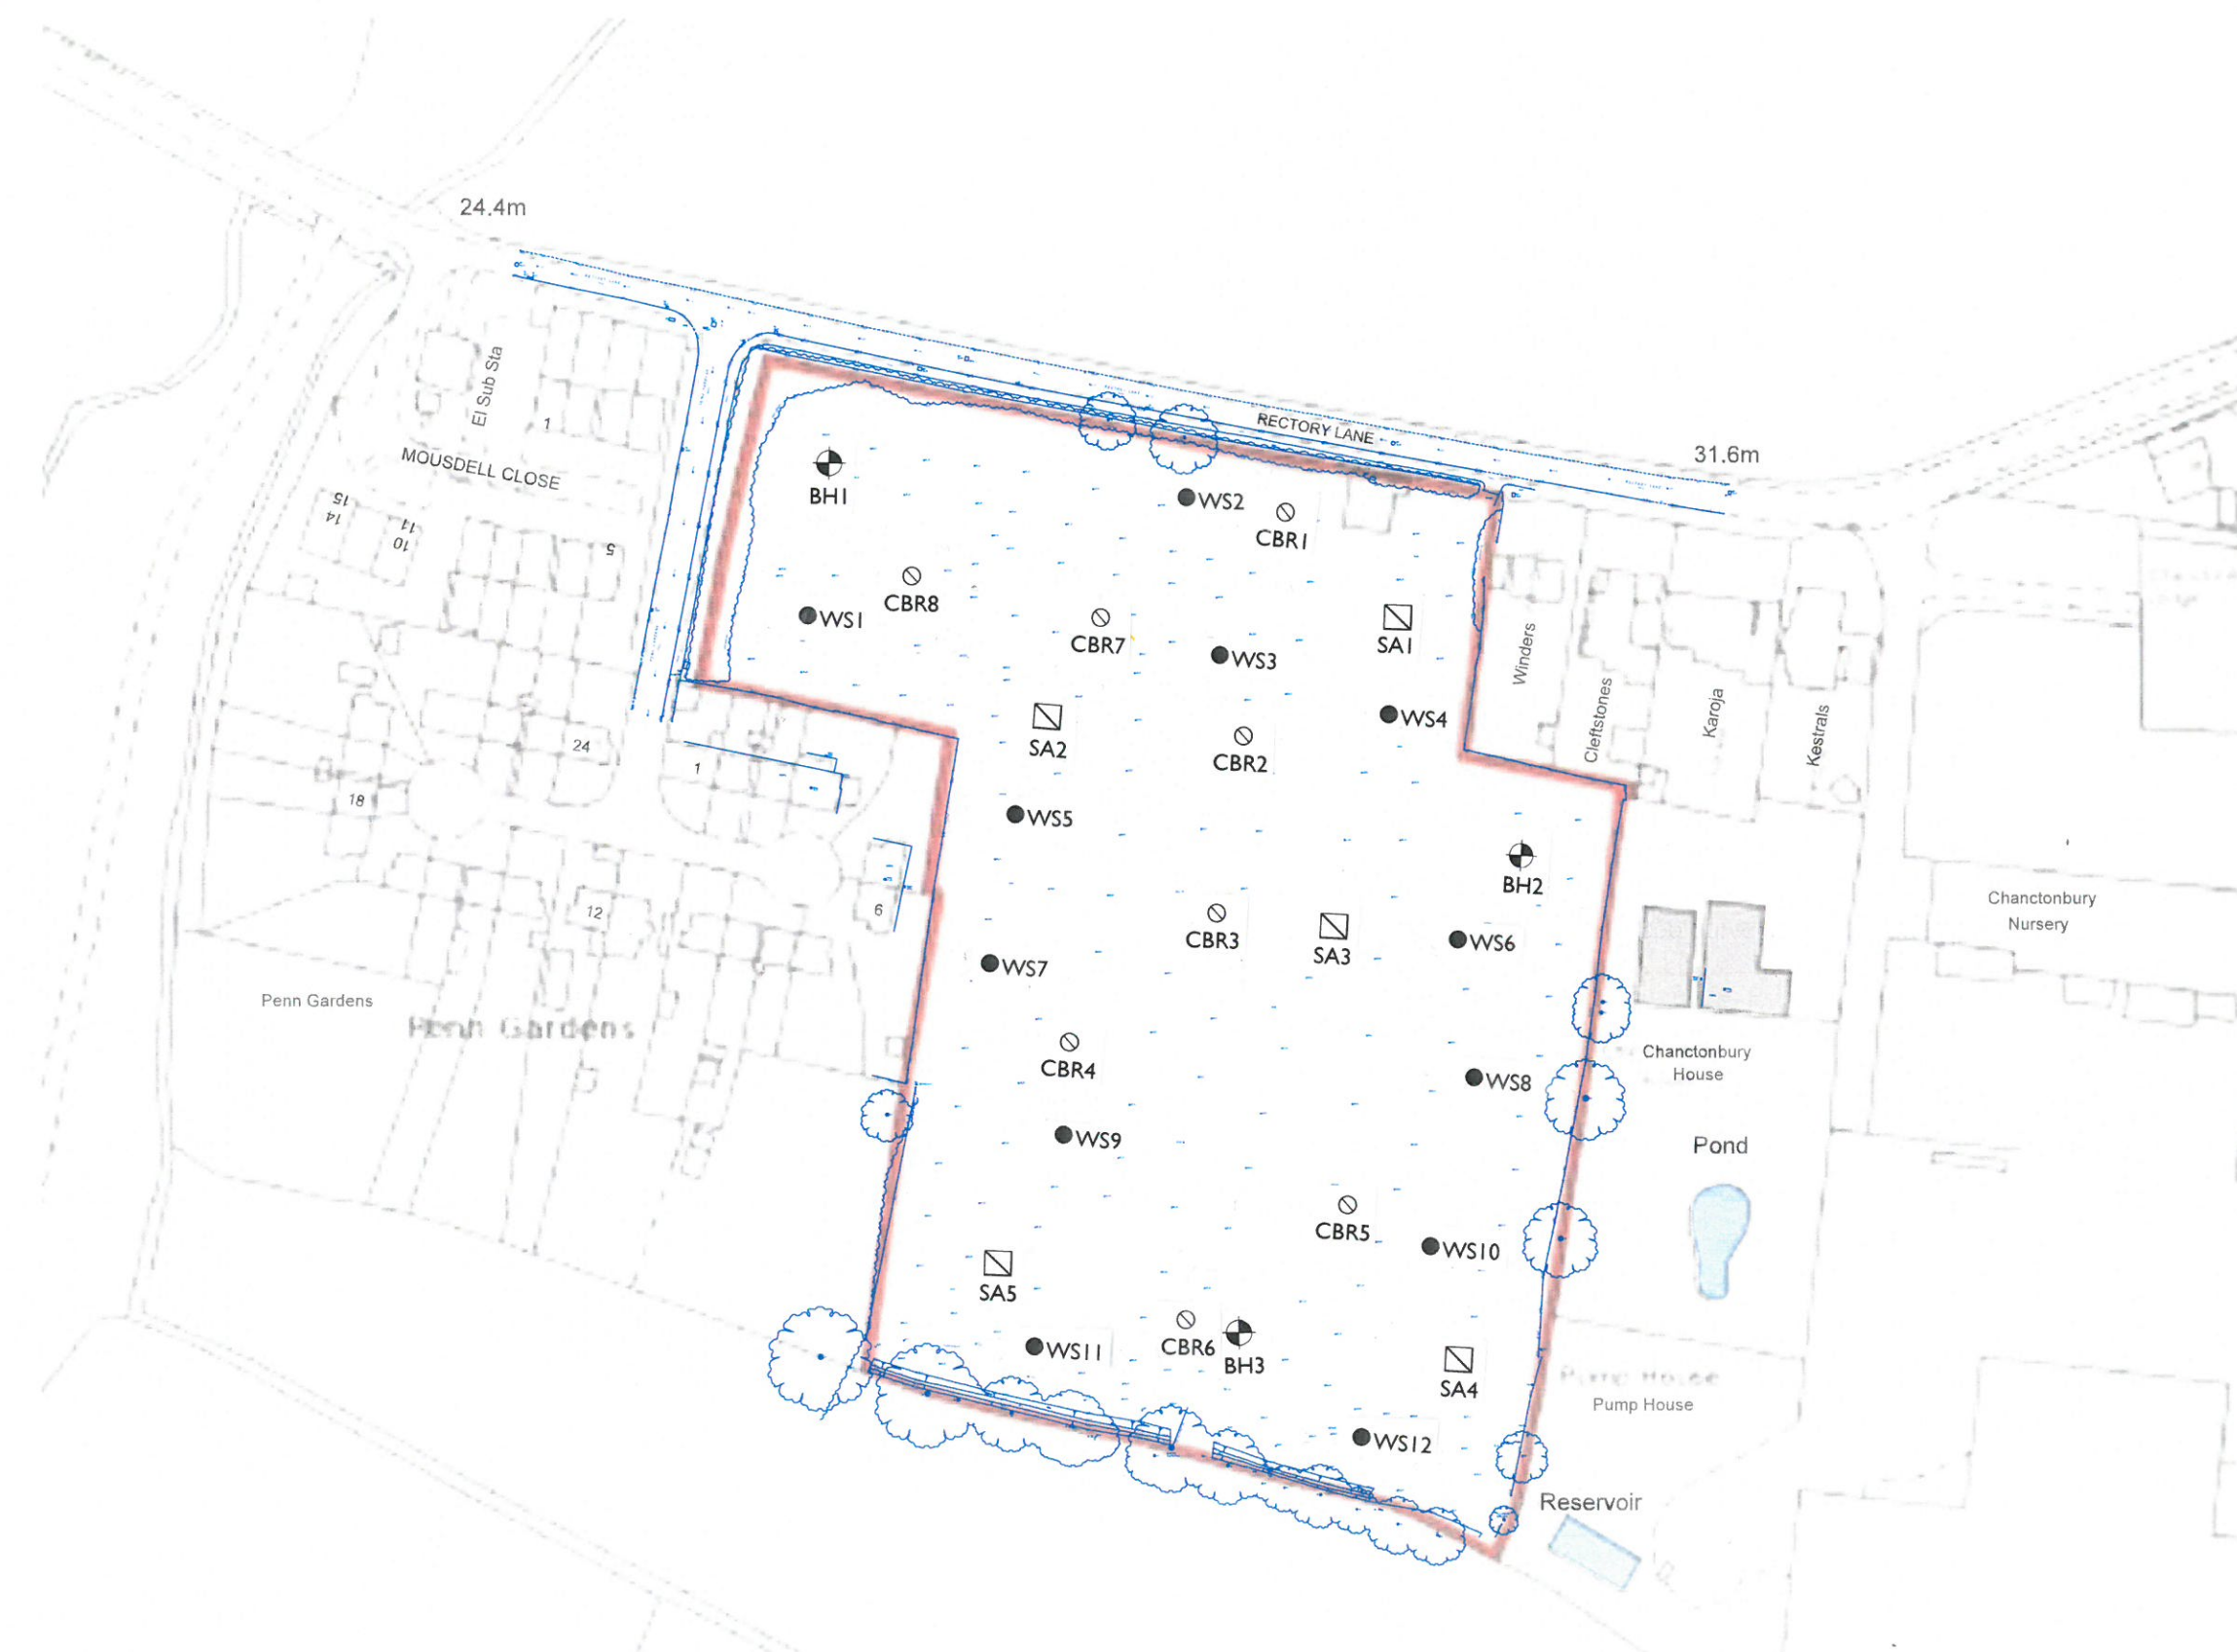 24.4m
El Sub Sta
1
RECTORY LANE
31.6m
MOUSDELL CLOSE
BH1
WS2
CBR1
15
14
11
10
5
CBR8
WS1
CBR7
SA1
WS3
Winders
Cleftstones
Karoja
Kestrals
SA2
WS4
CBR2
24
1
18
WS5
BH2
12
6
CBR3
SA3
WS6
Chanctonbury
Nursery
WS7
Penn Gardens
Penn Gardens
CBR4
Chanctonbury
House
WS8
WS9
Pond
CBR5
WS10
SA5
CBR6
BH3
WS11
SA4
Pump House
Pump House
WS12
Reservoir